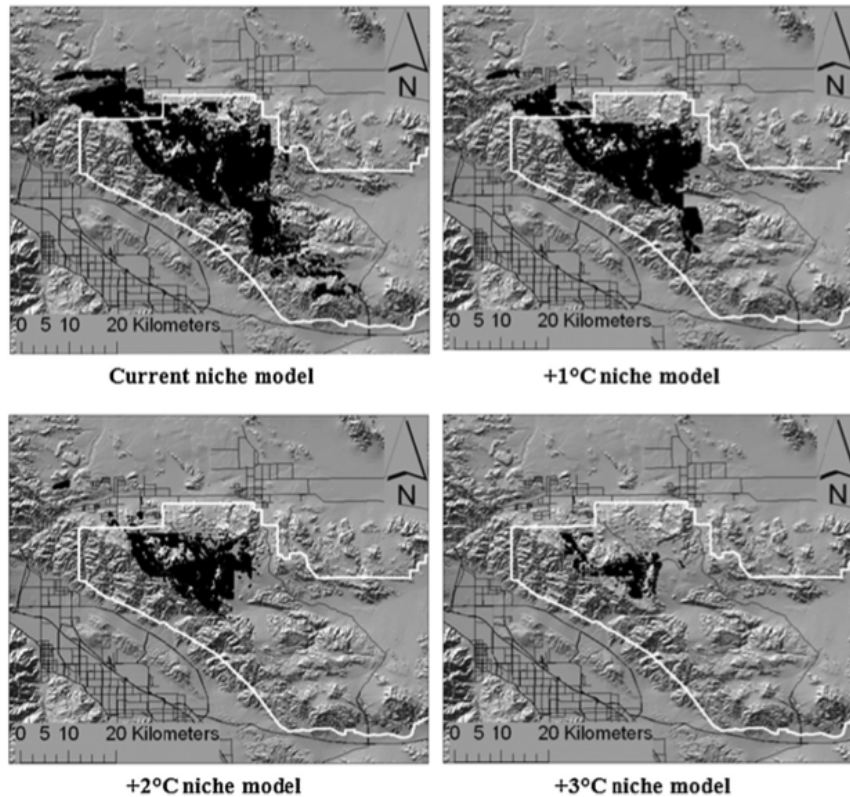 N
0 5 10 20 Kilometers
Current niche model
N
0 5 10 20 Kilometers
+1°C niche model
N
0 5 10 20 Kilometers
+2°C niche model
N
0 5 10 20 Kilometers
+3°C niche model